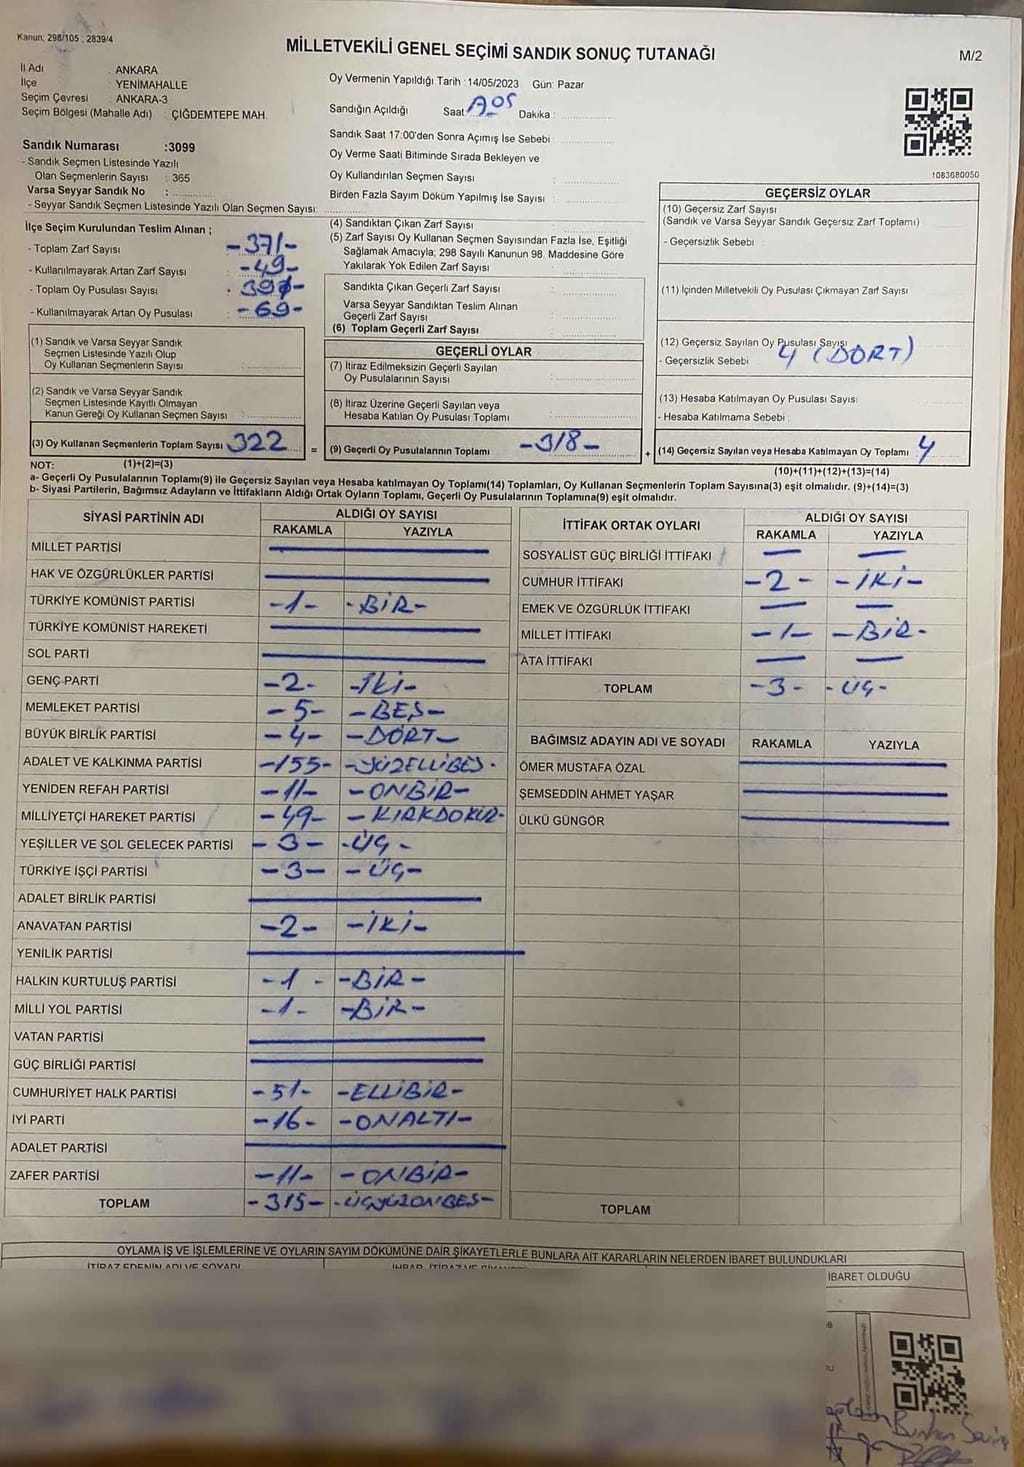 Kanun; 298/105 ; 2839/4
MİLLETVEKİLİ GENEL SEÇİMİ SANDIK SONUÇ TUTANAĞI
M/2
İl Adı : ANKARA
İlçe : YENİMAHALLE
Seçim Çevresi : ANKARA-3
Seçim Bölgesi (Mahalle Adı) : ÇİĞDEMTEPE MAH.
Sandık Numarası :3099
- Sandık Seçmen Listesinde Yazılı
Olan Seçmenlerin Sayısı : 365
Varsa Seyyar Sandık No :
- Seyyar Sandık Seçmen Listesinde Yazılı Olan Seçmen Sayısı:
İlçe Seçim Kurulundan Teslim Alınan ;
- Toplam Zarf Sayısı : -371-
- Kullanılmayarak Artan Zarf Sayısı : -49-
- Toplam Oy Pusulası Sayısı
- Kullanılmayarak Artan Oy Pusulası : -69-
(1) Sandık ve Varsa Seyyar Sandık
Seçmen Listesinde Yazılı Olup
Oy Kullanan Seçmenlerin Sayısı :
(2) Sandık ve Varsa Seyyar Sandık
Seçmen Listesinde Kayıtlı Olmayan
Kanun Gereği Oy Kullanan Seçmen Sayısı :
(3) Oy Kullanan Seçmenlerin Toplam Sayısı : 322 =
(1)+(2)=(3)
Oy Vermenin Yapıldığı Tarih :14/05/2023 Gün: Pazar
Sandığın Açıldığı Saat Dakika :
Sandık Saat 17:00'den Sonra Açımış İse Sebebi :
Oy Verme Saati Bitiminde Sırada Bekleyen ve
Oy Kullandırılan Seçmen Sayısı :
Birden Fazla Sayım Döküm Yapılmış İse Sayısı :
(4) Sandıktan Çıkan Zarf Sayısı :
(5) Zarf Sayısı Oy Kullanan Seçmen Sayısından Fazla İse, Eşitliği
Sağlamak Amacıyla; 298 Sayılı Kanunun 98. Maddesine Göre
Yakılarak Yok Edilen Zarf Sayısı :
Sandıkta Çıkan Geçerli Zarf Sayısı :
Varsa Seyyar Sandıktan Teslim Alınan
Geçerli Zarf Sayısı :
(6) Toplam Geçerli Zarf Sayısı :
GEÇERLİ OYLAR
(7) İtiraz Edilmeksizin Geçerli Sayılan
Oy Pusulalarının Sayısı :
(8) İtiraz Üzerine Geçerli Sayılan veya
Hesaba Katılan Oy Pusulası Toplamı :
(9) Geçerli Oy Pusulalarının Toplamı : -318- +
1083680050
GEÇERSİZ OYLAR
(10) Geçersiz Zarf Sayısı :
(Sandık ve Varsa Seyyar Sandık Geçersiz Zarf Toplamı)
- Geçersizlik Sebebi :
(11) İçinden Milletvekili Oy Pusulası Çıkmayan Zarf Sayısı :
(12) Geçersiz Sayılan Oy Pusulası Sayısı
- Geçersizlik Sebebi : 4 (DÖRT)
(13) Hesaba Katılmayan Oy Pusulası Sayısı
- Hesaba Katılmama Sebebi :
(14) Geçersiz Sayılan veya Hesaba Katılmayan Oy Toplamı : 4
(10)+(11)+(12)+(13)=(14)
NOT:
a- Geçerli Oy Pusulalarının Toplamı(9) ile Geçersiz Sayılan veya Hesaba katılmayan Oy Toplamı(14) Toplamları, Oy Kullanan Seçmenlerin Toplam Sayısına(3) eşit olmalıdır. (9)+(14)=(3)
b- Siyasi Partilerin, Bağımsız Adayların ve İttifakların Aldığı Ortak Oyların Toplamı, Geçerli Oy Pusulalarının Toplamına(9) eşit olmalıdır.
SİYASİ PARTİNİN ADI ALDIĞI OY SAYISI
RAKAMLA YAZIYLA
MİLLET PARTİSİ
HAK VE ÖZGÜRLÜKLER PARTİSİ
TÜRKİYE KOMÜNİST PARTİSİ -1- -BİR-
TÜRKİYE KOMÜNİST HAREKETİ
SOL PARTİ
GENÇ PARTİ -2- -İKİ-
MEMLEKET PARTİSİ -5- -BEŞ-
BÜYÜK BİRLİK PARTİSİ -4- -DÖRT-
ADALET VE KALKINMA PARTİSİ -155- -YÜZELLİBEŞ-
YENİDEN REFAH PARTİSİ -11- -ONBİR-
MİLLİYETÇİ HAREKET PARTİSİ -49- -KIRKDOKUZ-
YEŞİLLER VE SOL GELECEK PARTİSİ -3- -ÜÇ-
TÜRKİYE İŞÇİ PARTİSİ -3- -ÜÇ-
ADALET BİRLİK PARTİSİ
ANAVATAN PARTİSİ -2- -İKİ-
YENİLİK PARTİSİ
HALKIN KURTULUŞ PARTİSİ -1- -BİR-
MİLLİ YOL PARTİSİ -1- -BİR-
VATAN PARTİSİ
GÜÇ BİRLİĞİ PARTİSİ
CUMHURİYET HALK PARTİSİ -51- -ELLİBİR-
İYİ PARTİ -16- -ONALTI-
ADALET PARTİSİ
ZAFER PARTİSİ -11- -ONBİR-
TOPLAM -315- -ÜÇYÜZONBEŞ-
İTTİFAK ORTAK OYLARI ALDIĞI OY SAYISI
RAKAMLA YAZIYLA
SOSYALİST GÜÇ BİRLİĞİ İTTİFAKI
CUMHUR İTTİFAKI -2- -İKİ-
EMEK VE ÖZGÜRLÜK İTTİFAKI
MİLLET İTTİFAKI -1- -BİR-
ATA İTTİFAKI
TOPLAM -3- -ÜÇ-
BAĞIMSIZ ADAYIN ADI VE SOYADI RAKAMLA YAZIYLA
ÖMER MUSTAFA ÖZAL
ŞEMSEDDİN AHMET YAŞAR
ÜLKÜ GÜNGÖR
TOPLAM
OYLAMA İŞ VE İŞLEMLERİNE VE OYLARIN SAYIM DÖKÜMÜNE DAİR ŞİKAYETLERLE BUNLARA AİT KARARLARIN NELERDEN İBARET BULUNDUKLARI
İTİRAZ EDENİN ADI VE SOYADI
İBARET OLDUĞU